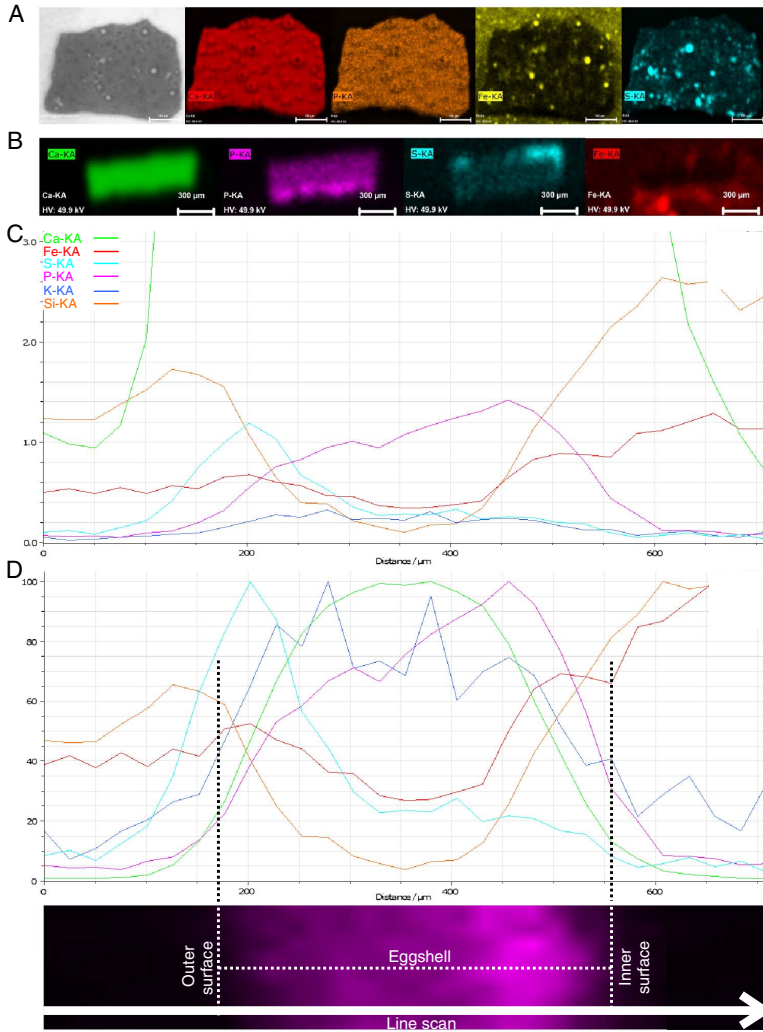 A
Ca-KA
P-KA
Fe-KA
S-KA
B
Ca-KA
P-KA
S-KA
Fe-KA
Ca-KA
300 µm
P-KA
300 µm
S-KA
300 µm
Fe-KA
300 µm
HV: 49.9 kV
HV: 49.9 kV
HV: 49.9 kV
HV: 49.9 kV
C
3.0
Ca-KA
Fe-KA
S-KA
P-KA
K-KA
Si-KA
2.0
1.0
0.0
0
200
400
600
Distance / µm
D
100
80
60
40
20
0
0
200
400
600
Distance / µm
Outer surface
Eggshell
Inner surface
Line scan